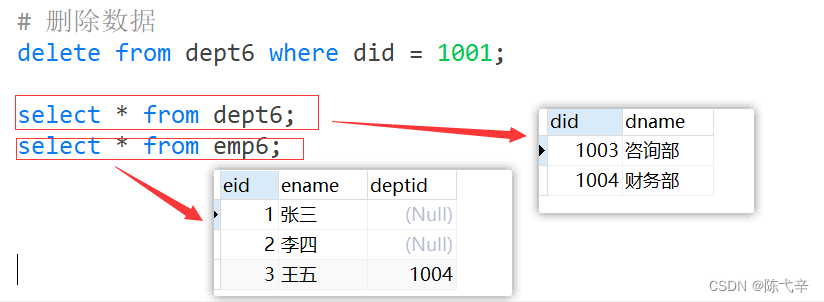 # 删除数据
delete from dept6 where did = 1001;
select * from dept6;
select * from emp6;
did dname
1003 咨询部
1004 财务部
eid ename deptid
1 张三 (Null)
2 李四 (Null)
3 王五 1004
CSDN @陈弋辛